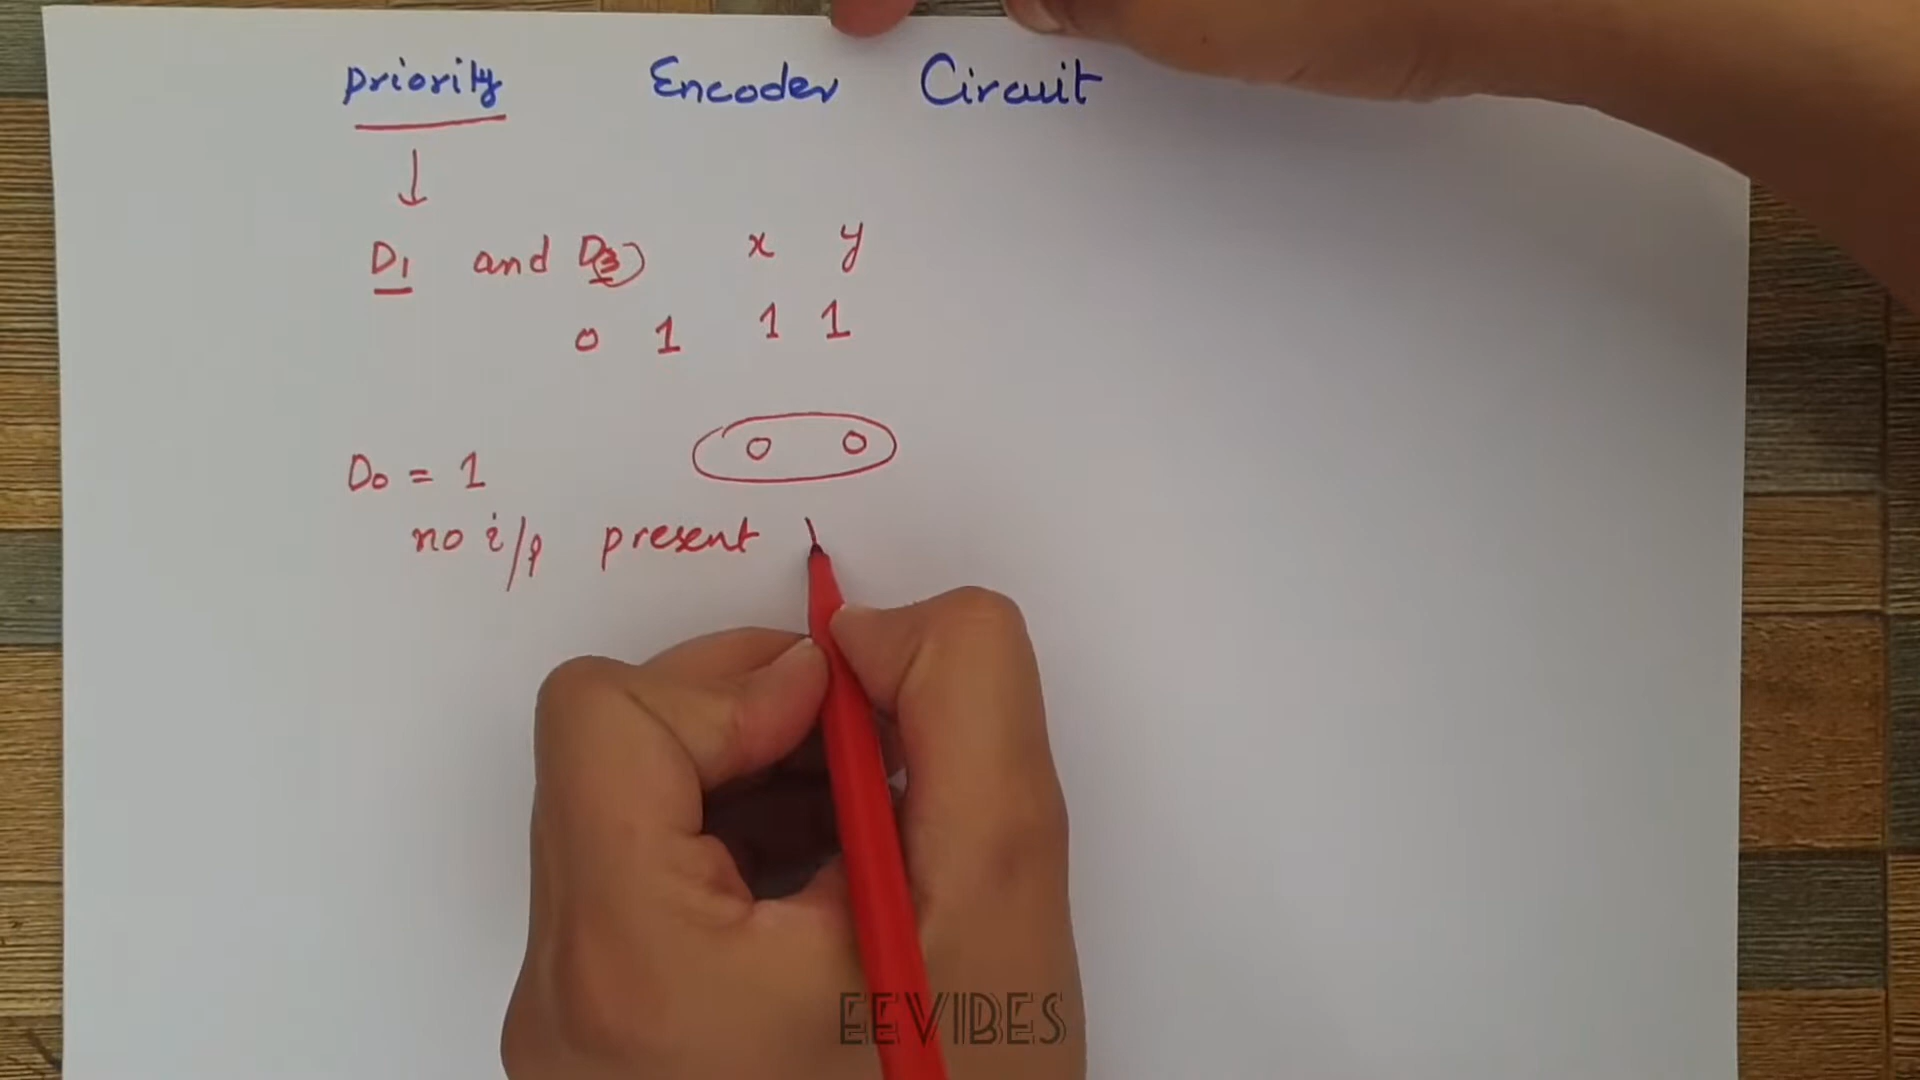 priority Encoder Circuit
↓
D1 and D3 x y
0 1 1 1
0 0
D0 = 1
no i/p present
EEVIBES